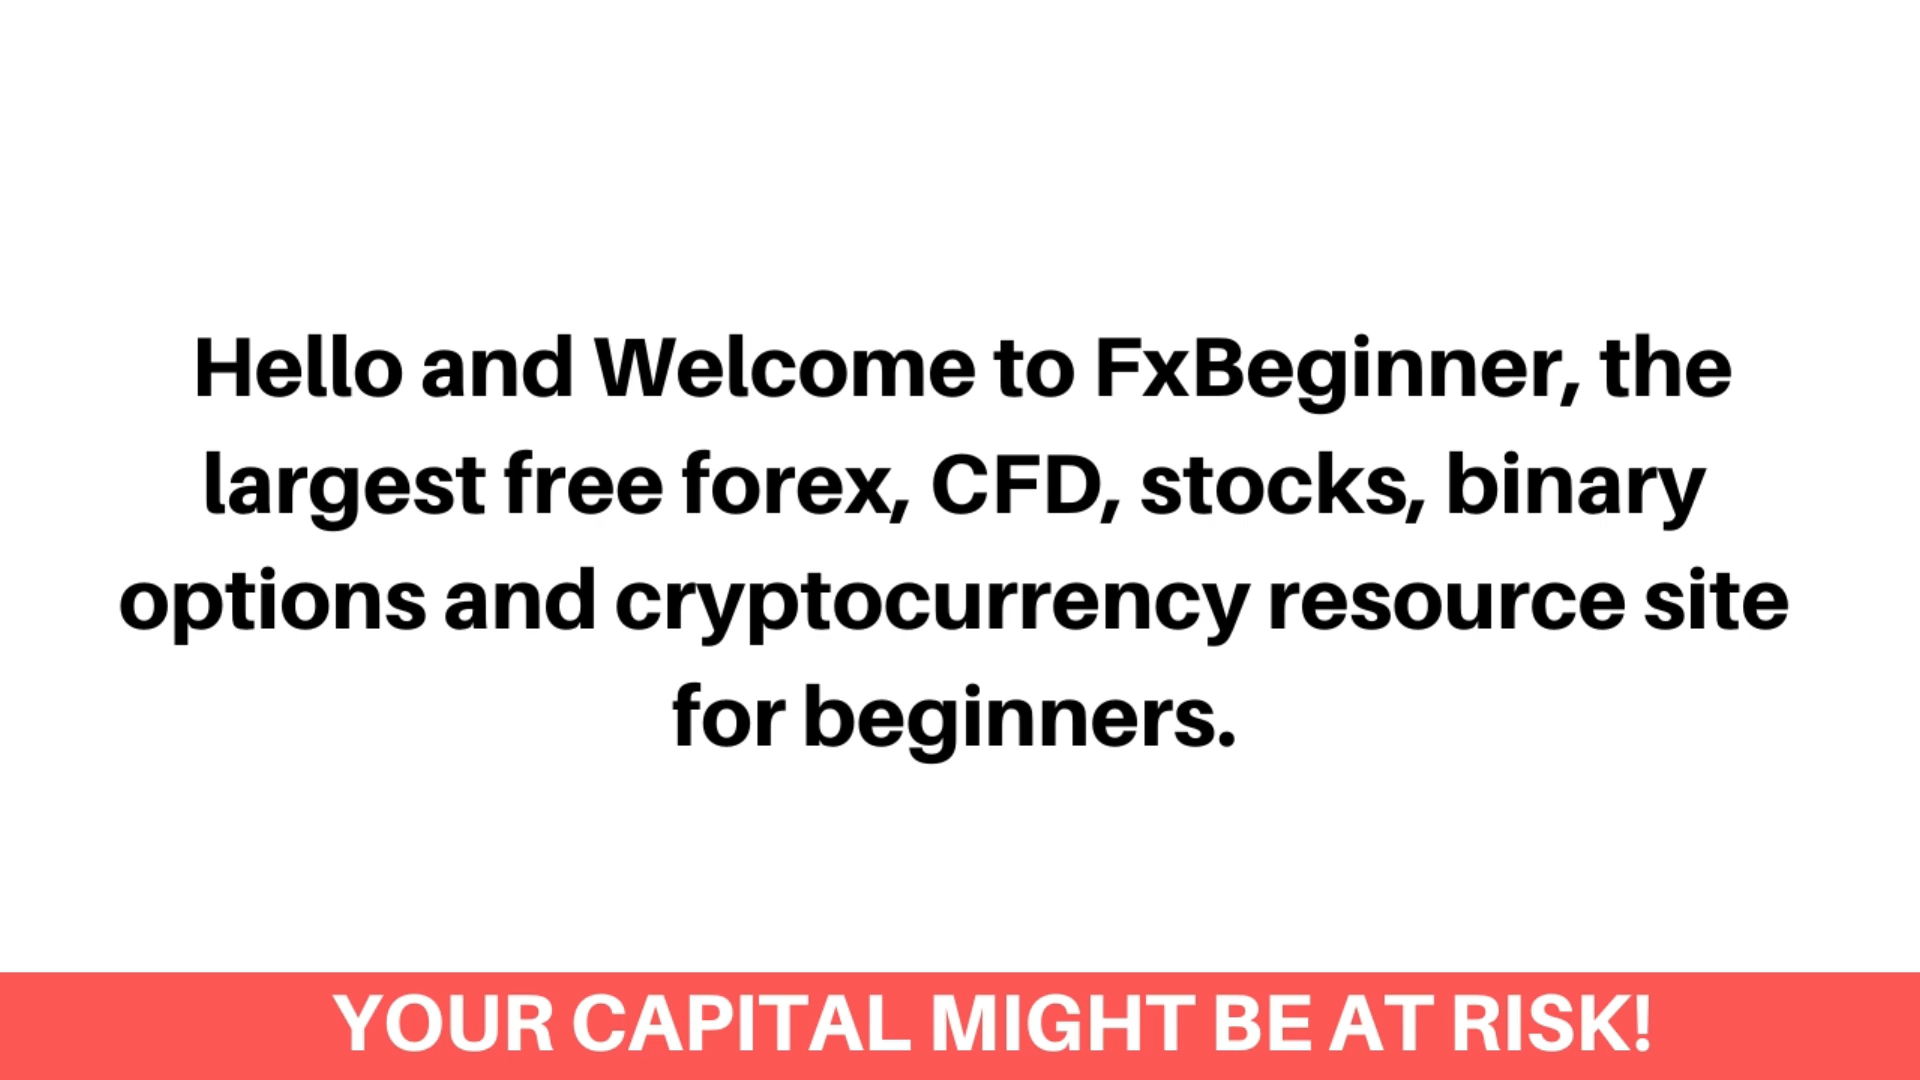 Hello and Welcome to FxBeginner, the
largest free forex, CFD, stocks, binary
options and cryptocurrency resource site
for beginners.
YOUR CAPITAL MIGHT BE AT RISK!